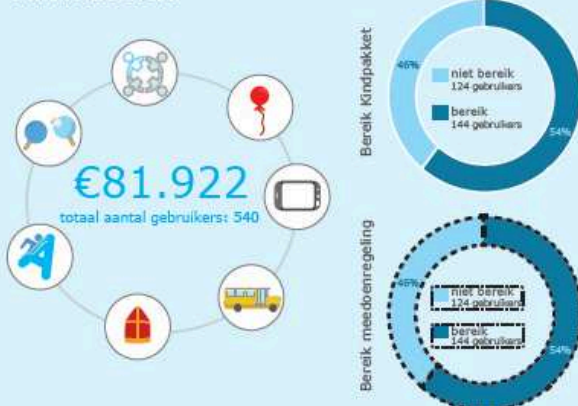 €81.922
totaal aantal gebruikers: 540
Bereik Kindpakket
46%
niet bereik
124 gebruikers
bereik
144 gebruikers
54%
Bereik meedoenregeling
46%
niet bereik
124 gebruikers
bereik
144 gebruikers
54%